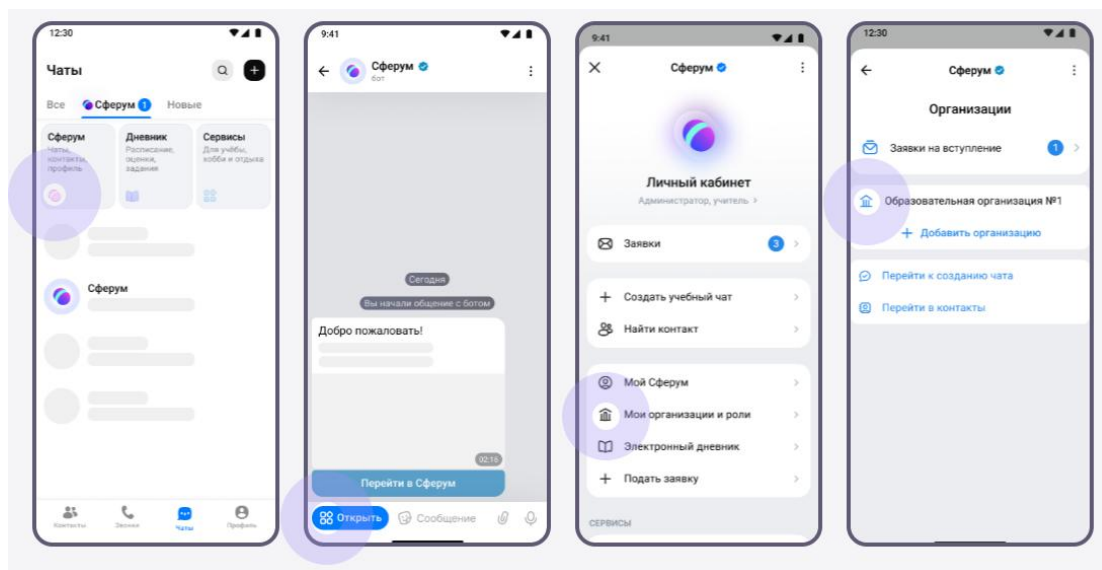 12:30
Чаты
Все
Сферум 1
Новые
Сферум
Чаты,
контакты,
профиль
Дневник
Расписание,
оценки,
задания
Сервисы
Для учёбы,
хобби и отдыха
Сферум
Контакты
Звонки
Чаты
Профиль
9:41
Сферум
бот
Сегодня
Вы начали общение с ботом
Добро пожаловать!
02:15
Перейти в Сферум
Открыть
Сообщение
9:41
Сферум
Личный кабинет
Администратор, учитель
Заявки 3
Создать учебный чат
Найти контакт
Мой Сферум
Мои организации и роли
Электронный дневник
Подать заявку
СЕРВИСЫ
12:30
Сферум
Организации
Заявки на вступление 1
Образовательная организация №1
Добавить организацию
Перейти к созданию чата
Перейти в контакты